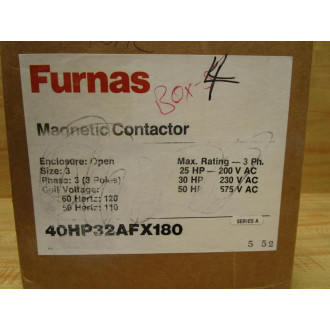 Furnas
BOX-
Magnetic Contactor
Enclosure: Open
Size: 3
Phase: 3 (3 Poles)
Coil Voltage:
60 Hertz: 120
50 Hertz: 110
Max. Rating — 3 Ph.
25 HP — 200 V AC
30 HP 230 V AC
50 HP 575 V AC
SERIES A
40HP32AFX180
5 52